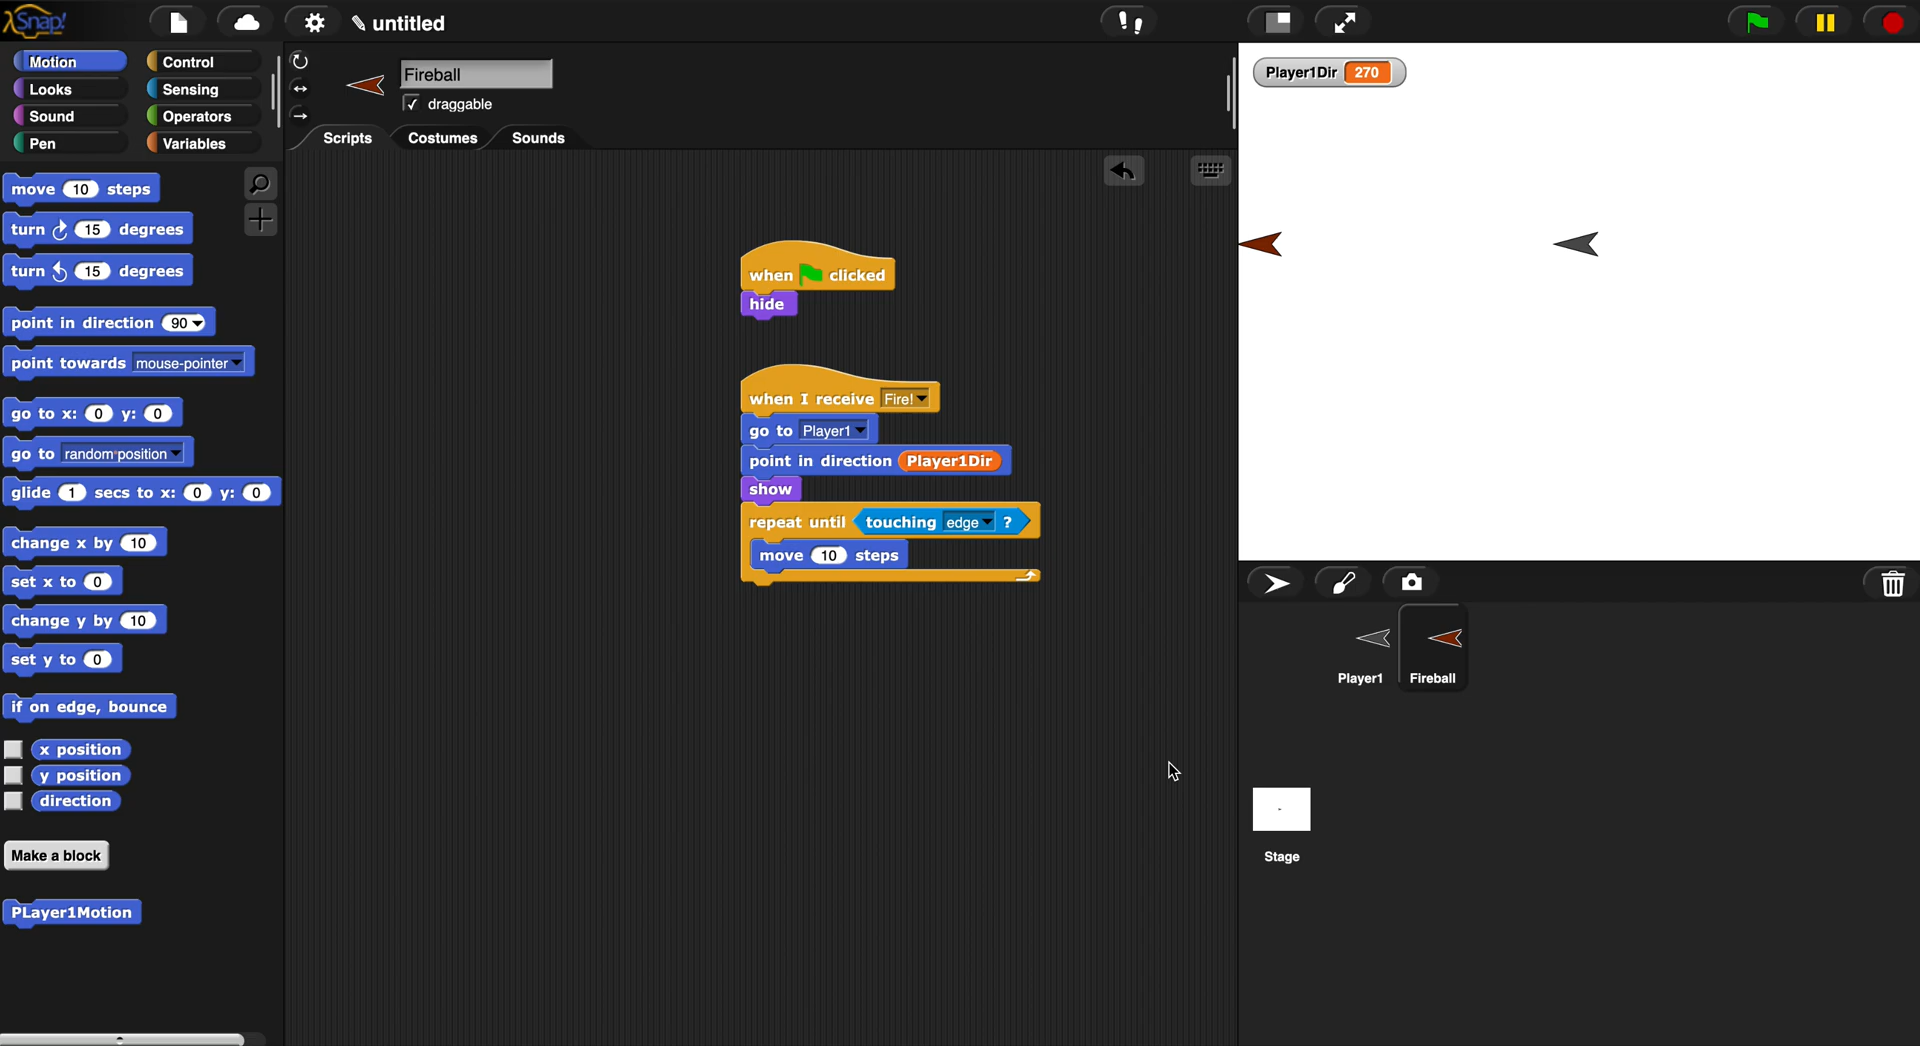 λSnap!
untitled
Motion
Control
Looks
Sensing
Sound
Operators
Pen
Variables
Fireball
draggable
Scripts
Costumes
Sounds
move 10 steps
turn 15 degrees
turn 15 degrees
point in direction 90
point towards mouse-pointer
go to x: 0 y: 0
go to random position
glide 1 secs to x: 0 y: 0
change x by 10
set x to 0
change y by 10
set y to 0
if on edge, bounce
x position
y position
direction
Make a block
PLayer1Motion
when clicked
hide
when I receive Fire!
go to Player1
point in direction Player1Dir
show
repeat until touching edge ?
move 10 steps
Player1Dir 270
Player1
Fireball
Stage